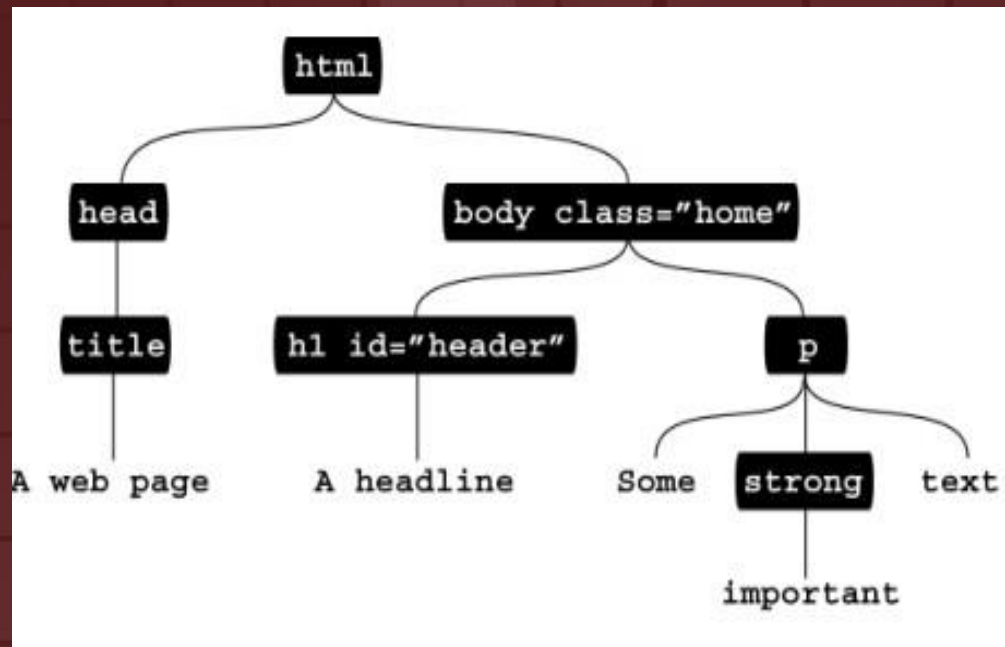 html
head
body class=”home”
title
h1 id=”header”
p
A web page
A headline
Some
strong
text
important